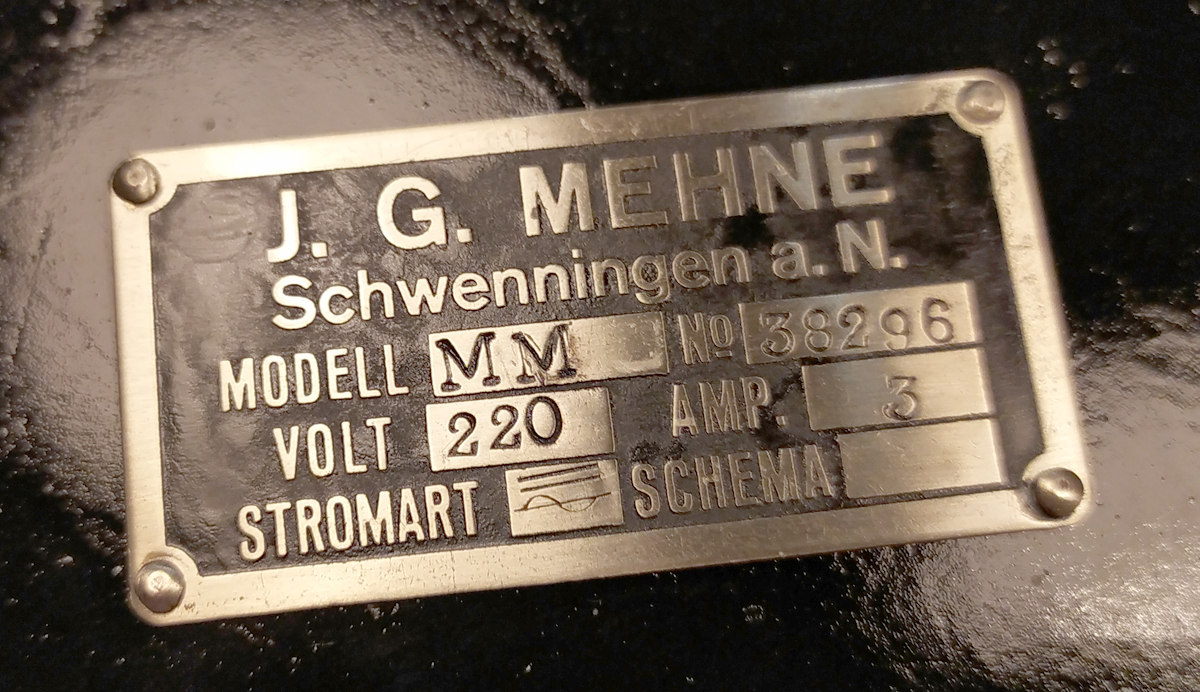 J. G. MEHNE
Schwenningen a. N.
MODELL MM No 38296
VOLT 220 AMP. 3
STROMART SCHEMA